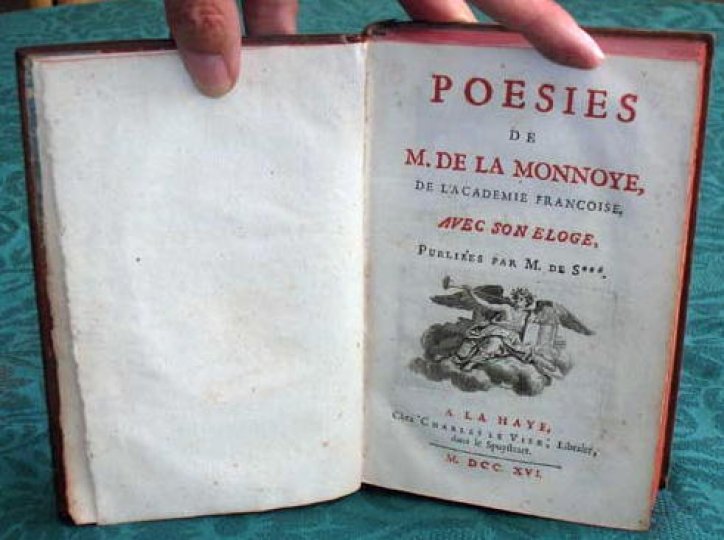 POESIES
DE
M. DE LA MONNOYE,
DE L'ACADEMIE FRANCOISE,
AVEC SON ELOGE,
PUBLIÉES PAR M. DE S***.
A LA HAYE,
Chez CHARLES LE VIER, Libraire,
dans le Spuystraet.
M. DCC. XVI.